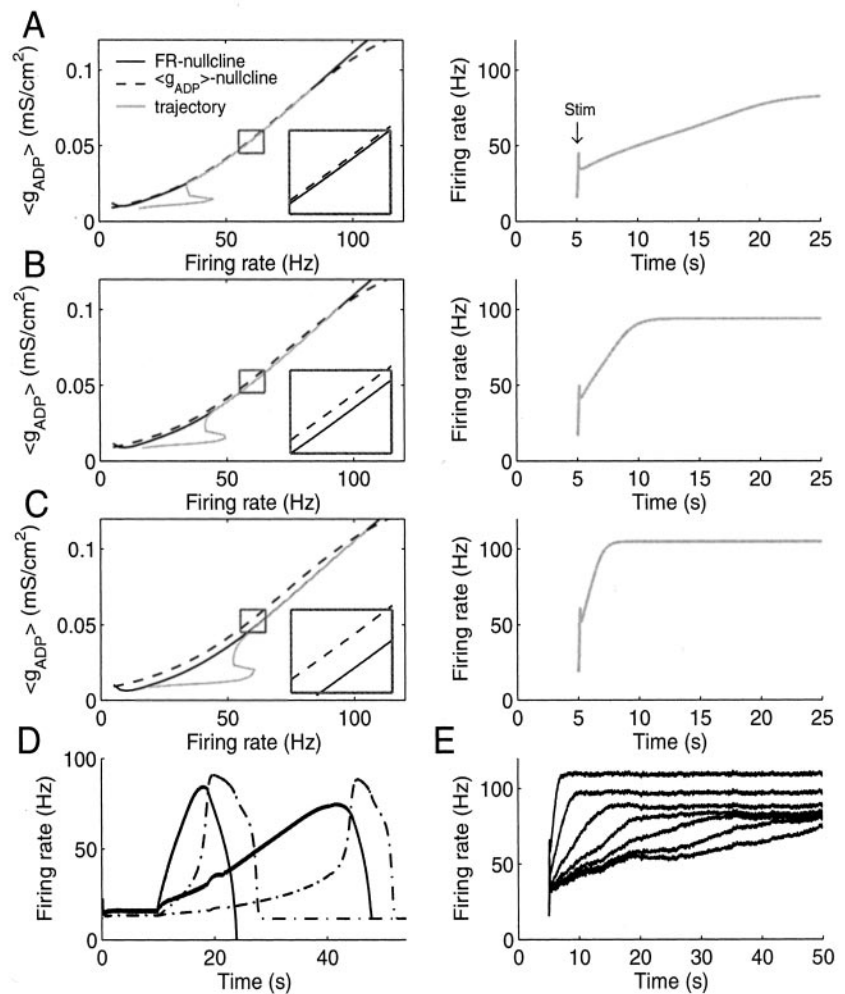 A
<g_ADP> (mS/cm²)
0.1
0.05
0
FR-nullcline
<g_ADP>-nullcline
trajectory
0 50 100
Firing rate (Hz)
Firing rate (Hz)
100
50
0
Stim
0 5 10 15 20 25
Time (s)
B
<g_ADP> (mS/cm²)
0.1
0.05
0
0 50 100
Firing rate (Hz)
Firing rate (Hz)
100
50
0
0 5 10 15 20 25
Time (s)
C
<g_ADP> (mS/cm²)
0.1
0.05
0
0 50 100
Firing rate (Hz)
Firing rate (Hz)
100
50
0
0 5 10 15 20 25
Time (s)
D
Firing rate (Hz)
100
50
0
0 20 40
Time (s)
E
Firing rate (Hz)
100
50
0
0 10 20 30 40 50
Time (s)